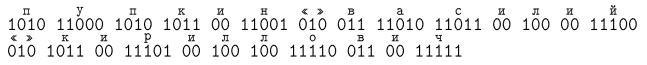 п у п к и н « » в а с и л и й
1010 11000 1010 1011 00 11001 010 011 11010 11011 00 100 00 11100
« » к и р и л л о в и ч
010 1011 00 11101 00 100 100 11110 011 00 11111